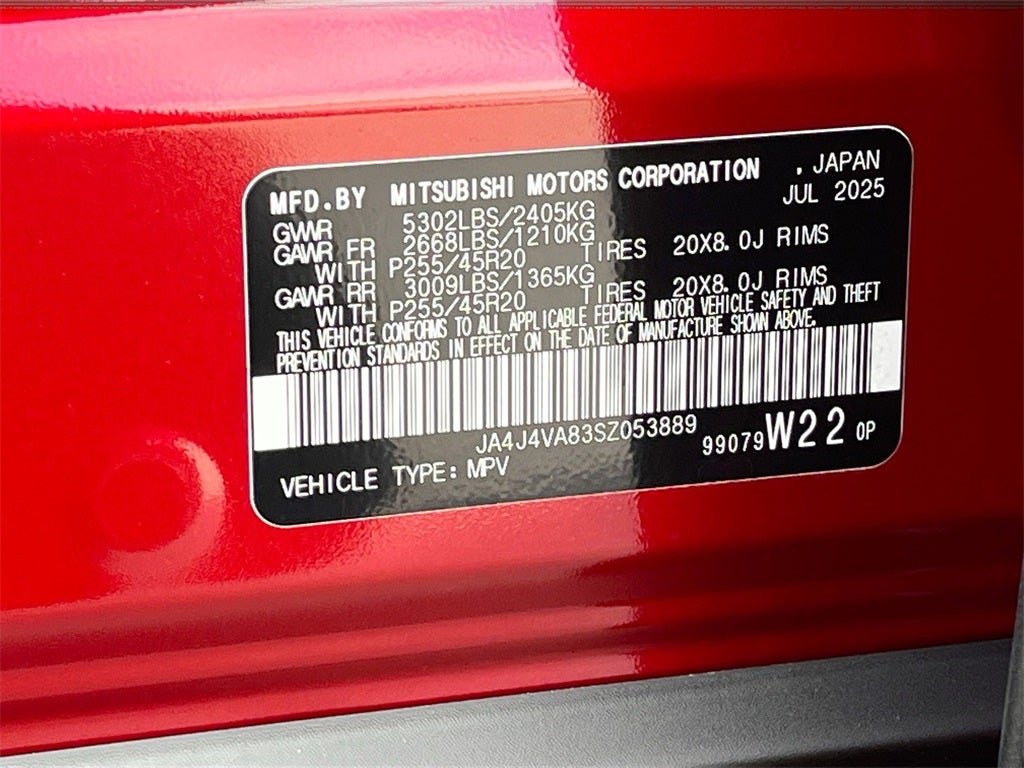 MFD.BY MITSUBISHI MOTORS CORPORATION , JAPAN
JUL 2025
GVWR 5302LBS/2405KG
GAWR FR 2668LBS/1210KG
WITH P255/45R20 TIRES 20X8.0J RIMS
GAWR RR 3009LBS/1365KG
WITH P255/45R20 TIRES 20X8.0J RIMS
THIS VEHICLE CONFORMS TO ALL APPLICABLE FEDERAL MOTOR VEHICLE SAFETY AND THEFT
PREVENTION STANDARDS IN EFFECT ON THE DATE OF MANUFACTURE SHOWN ABOVE.
JA4J4VA83SZ053889
99079W22 0P
VEHICLE TYPE: MPV